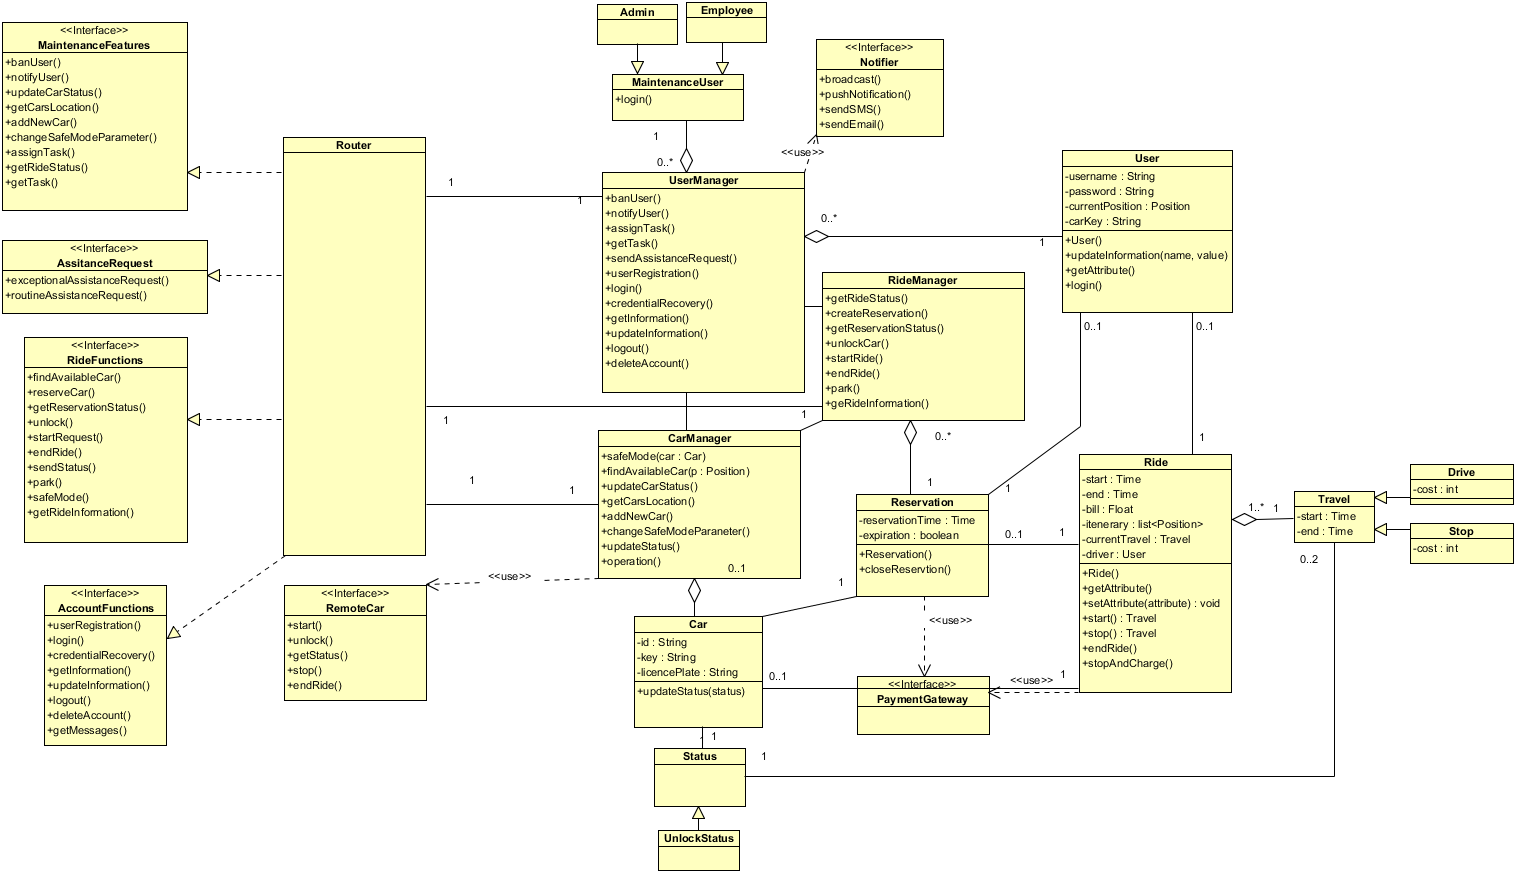 <<Interface>>
MaintenanceFeatures
+banUser()
+notifyUser()
+updateCarStatus()
+getCarsLocation()
+addNewCar()
+changeSafeModeParameter()
+assignTask()
+getRideStatus()
+getTask()
<<Interface>>
AssitanceRequest
+exceptionalAssistanceRequest()
+routineAssistanceRequest()
<<Interface>>
RideFunctions
+findAvailableCar()
+reserveCar()
+getReservationStatus()
+unlock()
+startRequest()
+endRide()
+sendStatus()
+park()
+safeMode()
+getRideInformation()
<<Interface>>
AccountFunctions
+userRegistration()
+login()
+credentialRecovery()
+getInformation()
+updateInformation()
+logout()
+deleteAccount()
+getMessages()
Router
<<Interface>>
RemoteCar
+start()
+unlock()
+getStatus()
+stop()
+endRide()
<<use>>
Admin
Employee
MaintenanceUser
+login()
1
0..*
<<Interface>>
Notifier
+broadcast()
+pushNotification()
+sendSMS()
+sendEmail()
<<use>>
UserManager
+banUser()
+notifyUser()
+assignTask()
+getTask()
+sendAssistanceRequest()
+userRegistration()
+login()
+credentialRecovery()
+getInformation()
+updateInformation()
+logout()
+deleteAccount()
1
1
0..*
1
User
-username : String
-password : String
-currentPosition : Position
-carKey : String
+User()
+updateInformation(name, value)
+getAttribute()
+login()
0..1
0..1
RideManager
+getRideStatus()
+createReservation()
+getReservationStatus()
+unlockCar()
+startRide()
+endRide()
+park()
+geRideInformation()
1
1
0..*
1
CarManager
+safeMode(car : Car)
+findAvailableCar(p : Position)
+updateCarStatus()
+getCarsLocation()
+addNewCar()
+changeSafeModeParaneter()
+updateStatus()
+operation()
1
1
0..1
Reservation
-reservationTime : Time
-expiration : boolean
+Reservation()
+closeReservtion()
1
0..1
1
1
<<use>>
Ride
-start : Time
-end : Time
-bill : Float
-itenerary : list<Position>
-currentTravel : Travel
-driver : User
+Ride()
+getAttribute()
+setAttribute(attribute) : void
+start() : Travel
+stop() : Travel
+endRide()
+stopAndCharge()
1
1..*
1
Travel
-start : Time
-end : Time
0..2
Drive
-cost : int
Stop
-cost : int
Car
-id : String
-key : String
-licencePlate : String
+updateStatus(status)
0..1
1
<<Interface>>
PaymentGateway
<<use>>
1
Status
1
UnlockStatus